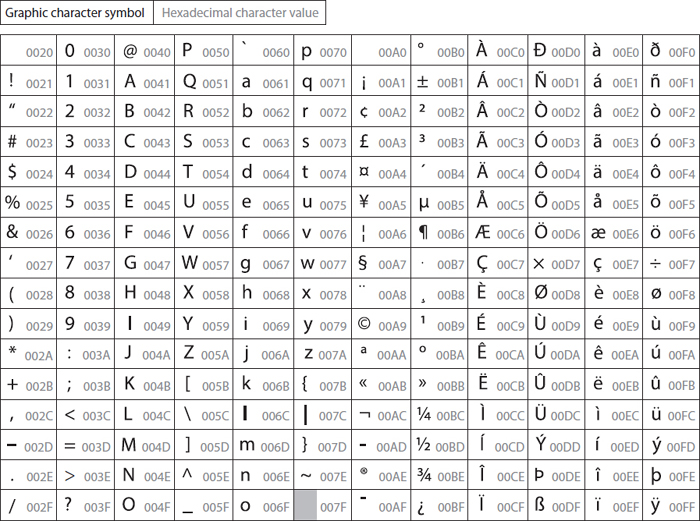 Graphic character symbol Hexadecimal character value
0020 0 0030 @ 0040 P 0050 ` 0060 p 0070 00A0 ° 00B0 À 00C0 Ð 00D0 à 00E0 ð 00F0
! 0021 1 0031 A 0041 Q 0051 a 0061 q 0071 ¡ 00A1 ± 00B1 Á 00C1 Ñ 00D1 á 00E1 ñ 00F1
“ 0022 2 0032 B 0042 R 0052 b 0062 r 0072 ¢ 00A2 ² 00B2 Â 00C2 Ò 00D2 â 00E2 ò 00F2
# 0023 3 0033 C 0043 S 0053 c 0063 s 0073 £ 00A3 ³ 00B3 Ã 00C3 Ó 00D3 ã 00E3 ó 00F3
$ 0024 4 0034 D 0044 T 0054 d 0064 t 0074 ¤ 00A4 ´ 00B4 Ä 00C4 Ô 00D4 ä 00E4 ô 00F4
% 0025 5 0035 E 0045 U 0055 e 0065 u 0075 ¥ 00A5 µ 00B5 Å 00C5 Õ 00D5 å 00E5 õ 00F5
& 0026 6 0036 F 0046 V 0056 f 0066 v 0076 ¦ 00A6 ¶ 00B6 Æ 00C6 Ö 00D6 æ 00E6 ö 00F6
‘ 0027 7 0037 G 0047 W 0057 g 0067 w 0077 § 00A7 · 00B7 Ç 00C7 × 00D7 ç 00E7 ÷ 00F7
( 0028 8 0038 H 0048 X 0058 h 0068 x 0078 ¨ 00A8 ¸ 00B8 È 00C8 Ø 00D8 è 00E8 ø 00F8
) 0029 9 0039 I 0049 Y 0059 i 0069 y 0079 © 00A9 ¹ 00B9 É 00C9 Ù 00D9 é 00E9 ù 00F9
* 002A : 003A J 004A Z 005A j 006A z 007A ª 00AA º 00BA Ê 00CA Ú 00DA ê 00EA ú 00FA
+ 002B ; 003B K 004B [ 005B k 006B { 007B « 00AB » 00BB Ë 00CB Û 00DB ë 00EB û 00FB
, 002C < 003C L 004C \ 005C l 006C | 007C ¬ 00AC ¼ 00BC Ì 00CC Ü 00DC ì 00EC ü 00FC
– 002D = 003D M 004D ] 005D m 006D } 007D - 00AD ½ 00BD Í 00CD Ý 00DD í 00ED ý 00FD
. 002E > 003E N 004E ^ 005E n 006E ~ 007E ® 00AE ¾ 00BE Î 00CE Þ 00DE î 00EE þ 00FE
/ 002F ? 003F O 004F _ 005F o 006F 007F ¯ 00AF ¿ 00BF Ï 00CF ß 00DF ï 00EF ÿ 00FF